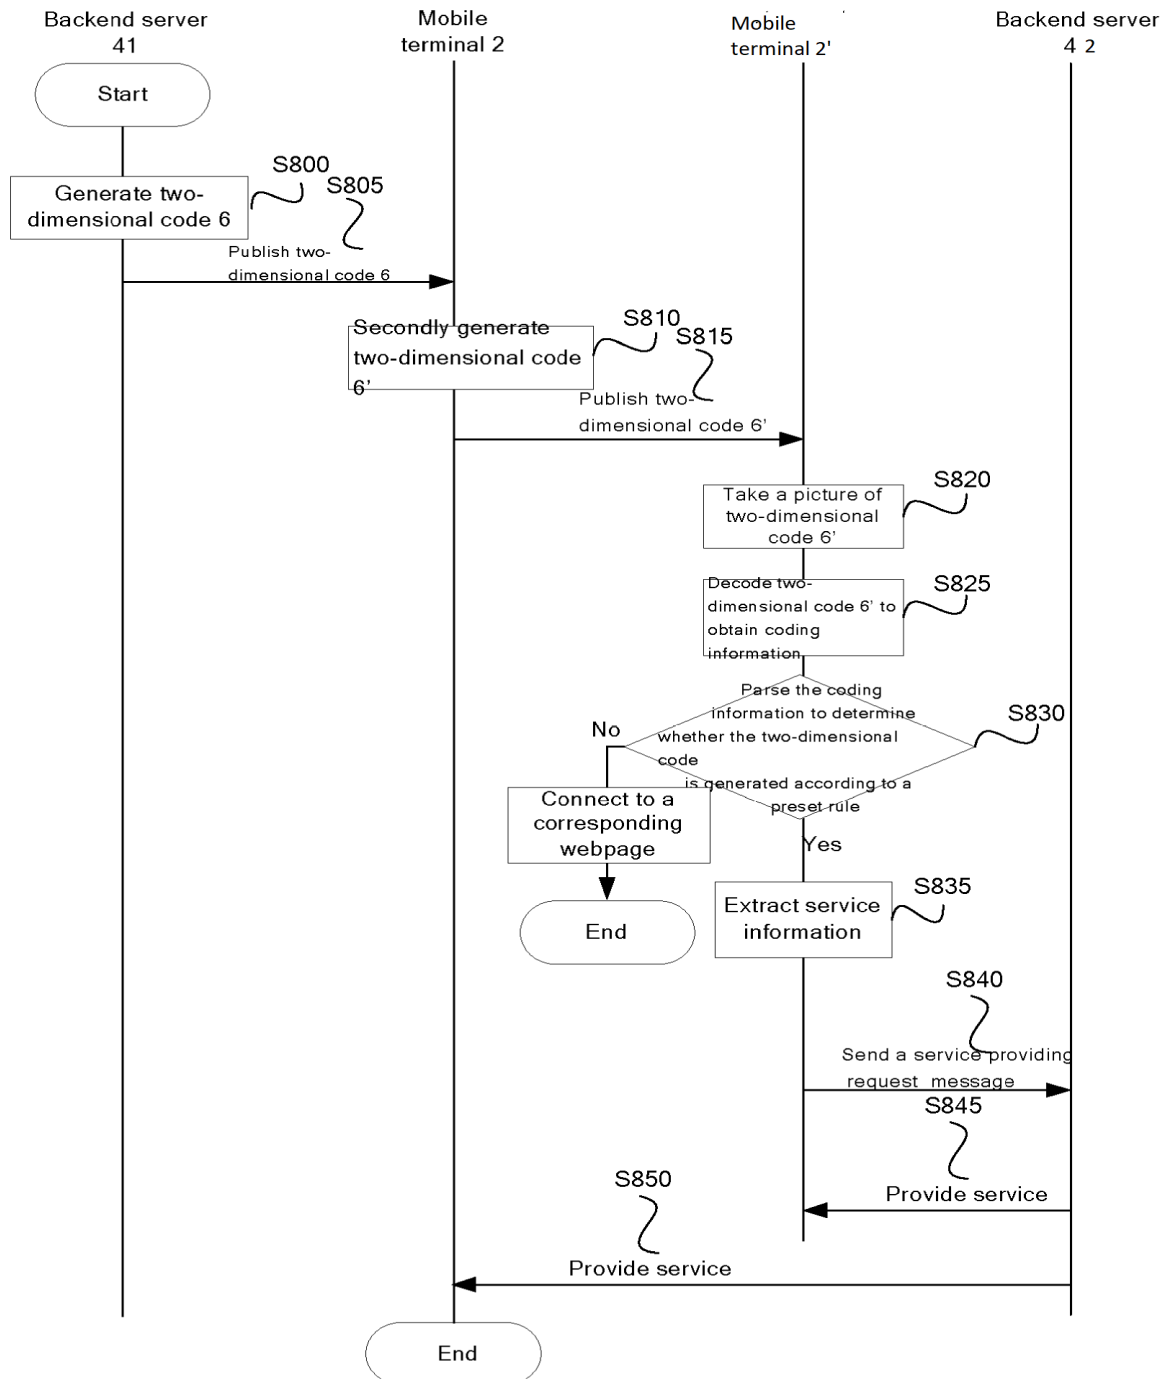 Backend server
41
Mobile
terminal 2
Mobile
terminal 2'
Backend server
4 2
Start
S800
Generate two-
dimensional code 6
S805
Publish two-
dimensional code 6
S810
Secondly generate
two-dimensional code
6’
S815
Publish two-
dimensional code 6’
S820
Take a picture of
two-dimensional
code 6’
S825
Decode two-
dimensional code 6’ to
obtain coding
information
S830
Parse the coding
information to determine
whether the two-dimensional
code
is generated according to a
preset rule
No
Connect to a
corresponding
webpage
End
Yes
S835
Extract service
information
S840
Send a service providing
request message
S845
Provide service
S850
Provide service
End